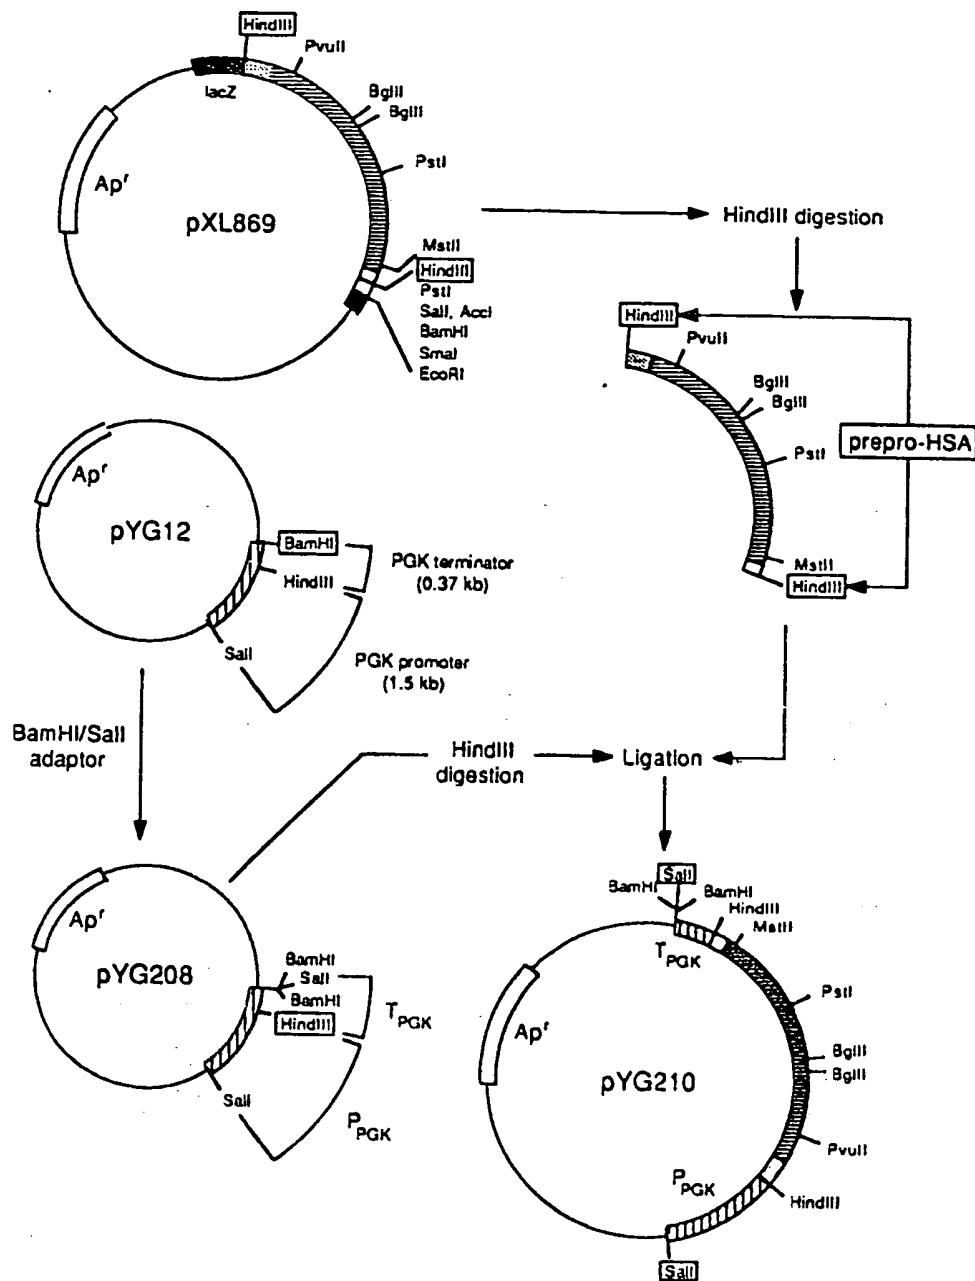 HindIII
PvuII
lacZ
BglII
BglII
PstI
Apʳ
pXL869
MstII
HindIII
PstI
SalI, AccI
BamHI
SmaI
EcoRI
HindIII digestion
HindIII
PvuII
BglII
BglII
PstI
prepro-HSA
MstII
HindIII
Apʳ
pYG12
BamHI
HindIII
PGK terminator
(0.37 kb)
SalI
PGK promoter
(1.5 kb)
BamHI/SalI
adaptor
HindIII
digestion
Ligation
Apʳ
pYG208
BamHI
SalI
BamHI
HindIII
TPGK
SalI
PPGK
SalI
BamHI
BamHI
HindIII
MstII
TPGK
PstI
Apʳ
pYG210
BglII
BglII
PvuII
PPGK
HindIII
SalI